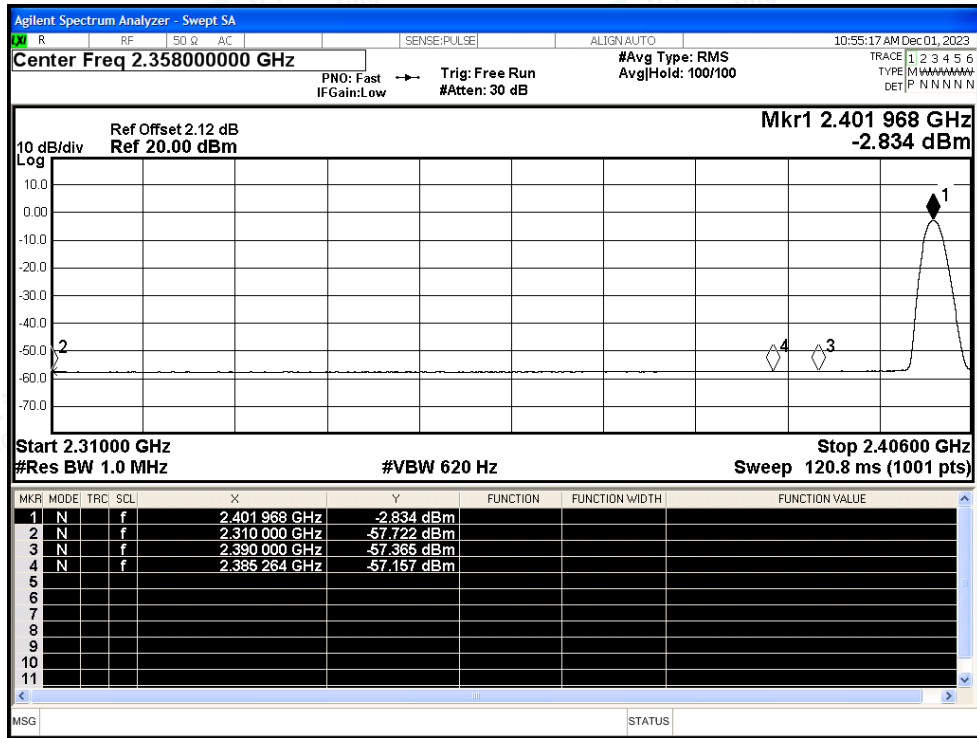 Agilent Spectrum Analyzer - Swept SA
LXI R RF 50 Ω AC SENSE:PULSE ALIGN AUTO 10:55:17 AM Dec 01, 2023
Center Freq 2.358000000 GHz
PNO: Fast
IFGain:Low
Trig: Free Run
#Atten: 30 dB
#Avg Type: RMS
Avg|Hold: 100/100
TRACE 1 2 3 4 5 6
TYPE M
DET P N N N N N
Mkr1 2.401 968 GHz
-2.834 dBm
Ref Offset 2.12 dB
10 dB/div Ref 20.00 dBm
Log
10.0
0.00
-10.0
-20.0
-30.0
-40.0
-50.0
-60.0
-70.0
1
2
4
3
Start 2.31000 GHz Stop 2.40600 GHz
#Res BW 1.0 MHz #VBW 620 Hz Sweep 120.8 ms (1001 pts)
MKR MODE TRC SCL X Y FUNCTION FUNCTION WIDTH FUNCTION VALUE
1 N f 2.401 968 GHz -2.834 dBm
2 N f 2.310 000 GHz -57.722 dBm
3 N f 2.390 000 GHz -57.365 dBm
4 N f 2.385 264 GHz -57.157 dBm
5
6
7
8
9
10
11
MSG STATUS